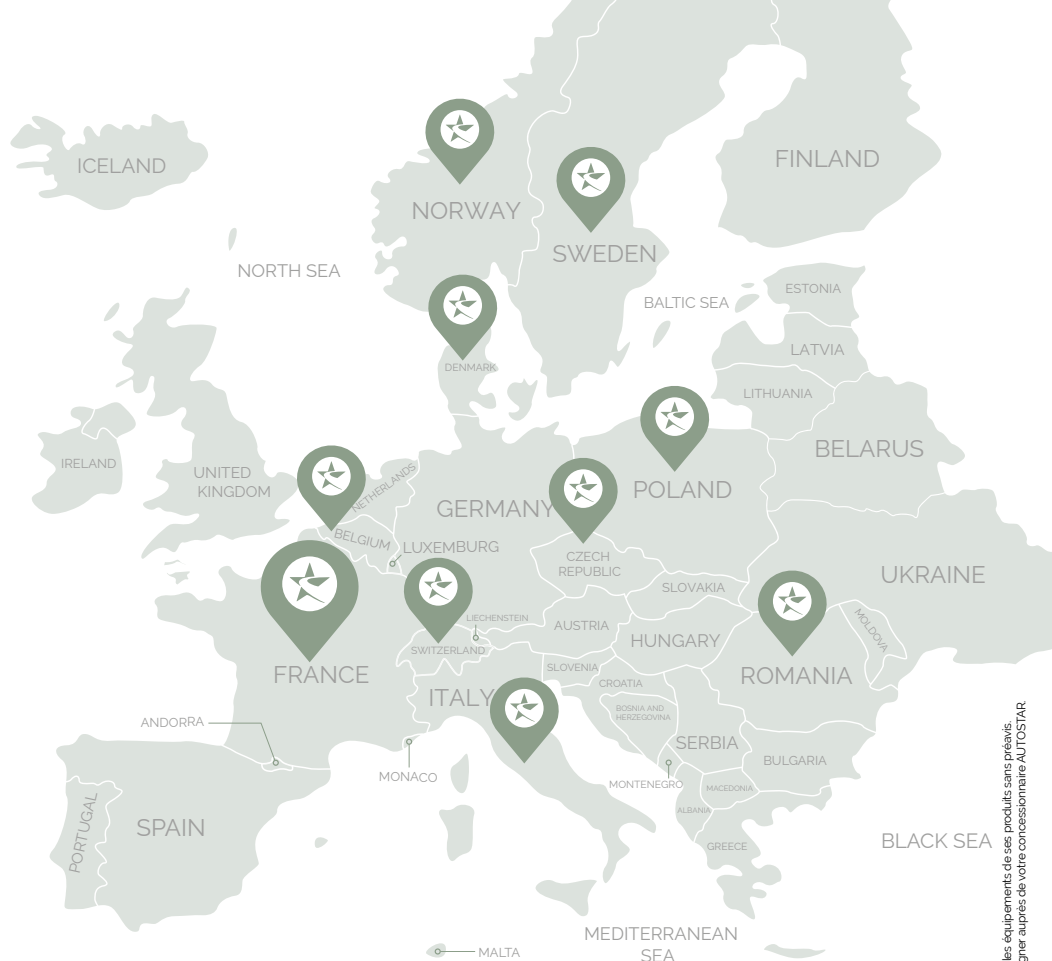 ICELAND
FINLAND
NORWAY
SWEDEN
NORTH SEA
ESTONIA
BALTIC SEA
LATVIA
DENMARK
LITHUANIA
BELARUS
IRELAND
UNITED
KINGDOM
NETHERLANDS
POLAND
GERMANY
BELGIUM
LUXEMBURG
CZECH
REPUBLIC
UKRAINE
SLOVAKIA
LIECHENSTEIN
AUSTRIA
MOLDOVA
HUNGARY
SWITZERLAND
SLOVENIA
FRANCE
ROMANIA
CROATIA
ITALY
BOSNIA AND
HERZEGOVINA
ANDORRA
SERBIA
BULGARIA
MONACO
MONTENEGRO
MACEDONIA
ALBANIA
PORTUGAL
SPAIN
GREECE
BLACK SEA
MEDITERRANEAN
SEA
MALTA
les équipements de ses produits sans préavis.
gner auprès de votre concessionnaire AUTOSTAR.